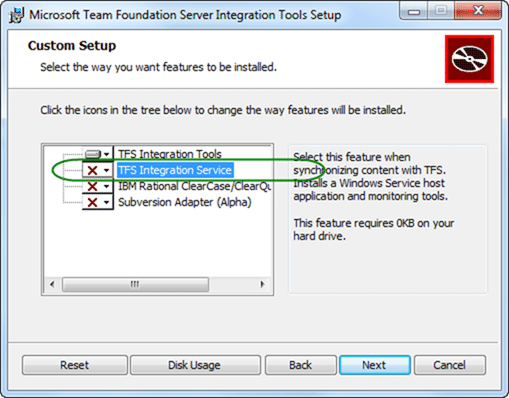 Microsoft Team Foundation Server Integration Tools Setup
Custom Setup
Select the way you want features to be installed.
Click the icons in the tree below to change the way features will be installed.
TFS Integration Tools
TFS Integration Service
IBM Rational ClearCase/ClearQu
Subversion Adapter (Alpha)
Select this feature when
synchronizing content with TFS.
Installs a Windows Service host
application and monitoring tools.
This feature requires 0KB on your
hard drive.
Reset
Disk Usage
Back
Next
Cancel